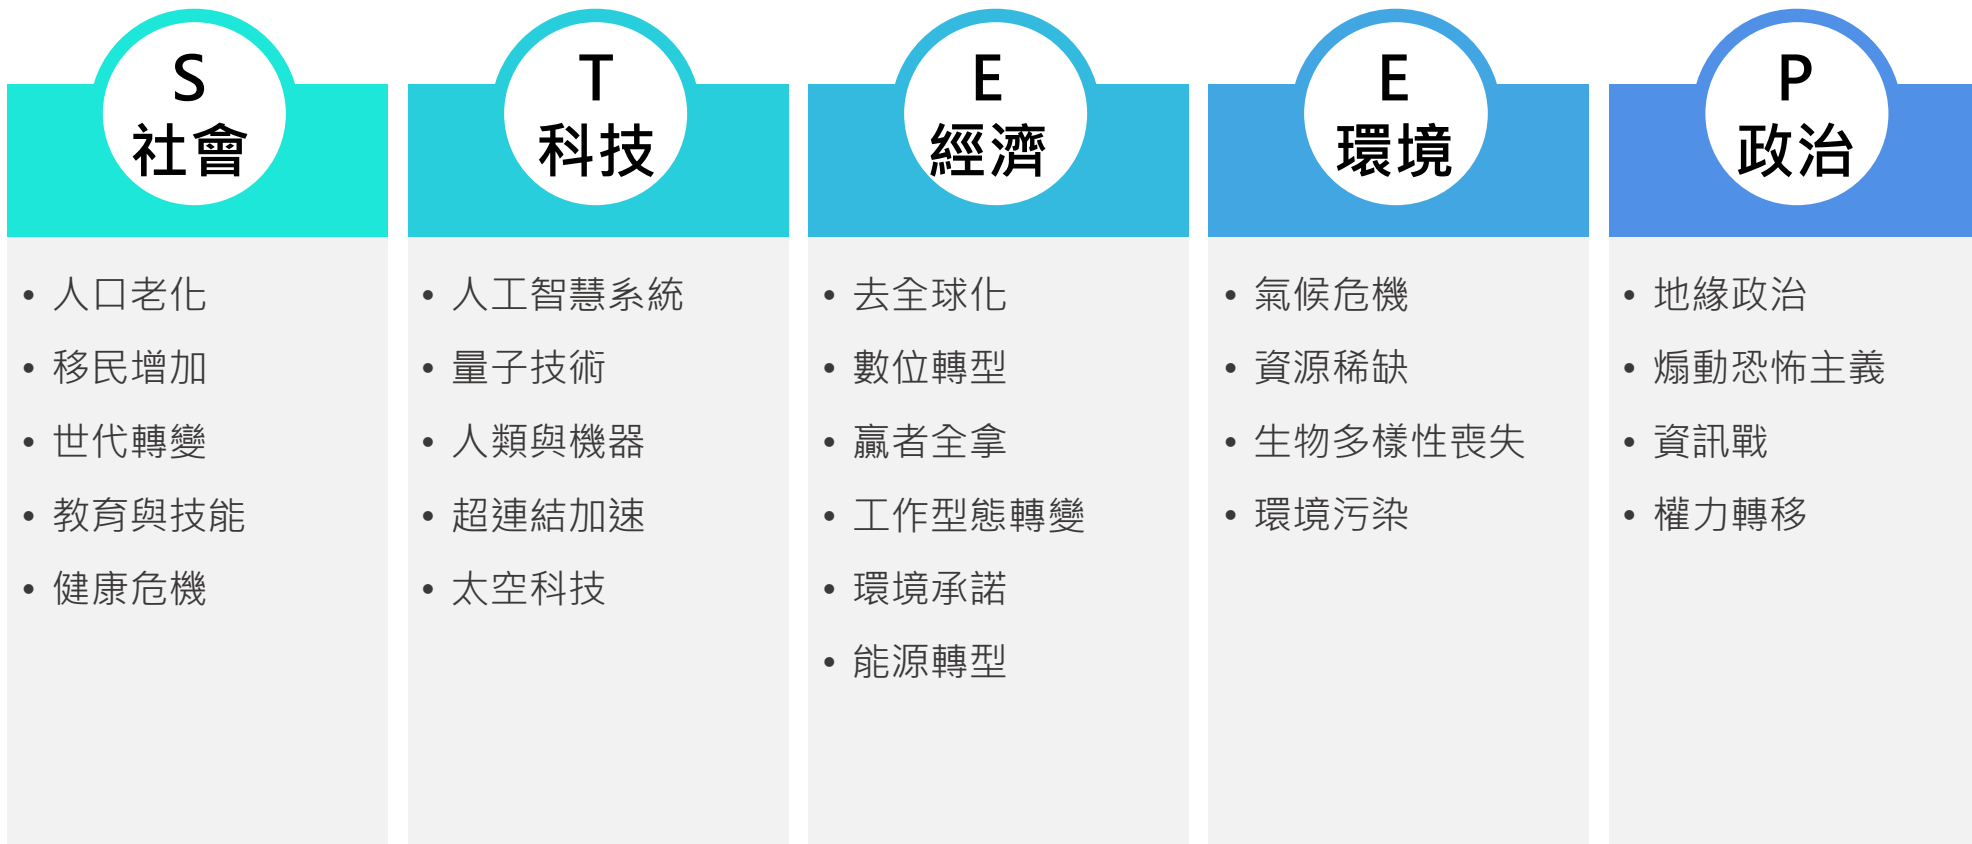 S
社會
• 人口老化
• 移民增加
• 世代轉變
• 教育與技能
• 健康危機
T
科技
• 人工智慧系統
• 量子技術
• 人類與機器
• 超連結加速
• 太空科技
E
經濟
• 去全球化
• 數位轉型
• 贏者全拿
• 工作型態轉變
• 環境承諾
• 能源轉型
E
環境
• 氣候危機
• 資源稀缺
• 生物多樣性喪失
• 環境污染
P
政治
• 地緣政治
• 煽動恐怖主義
• 資訊戰
• 權力轉移